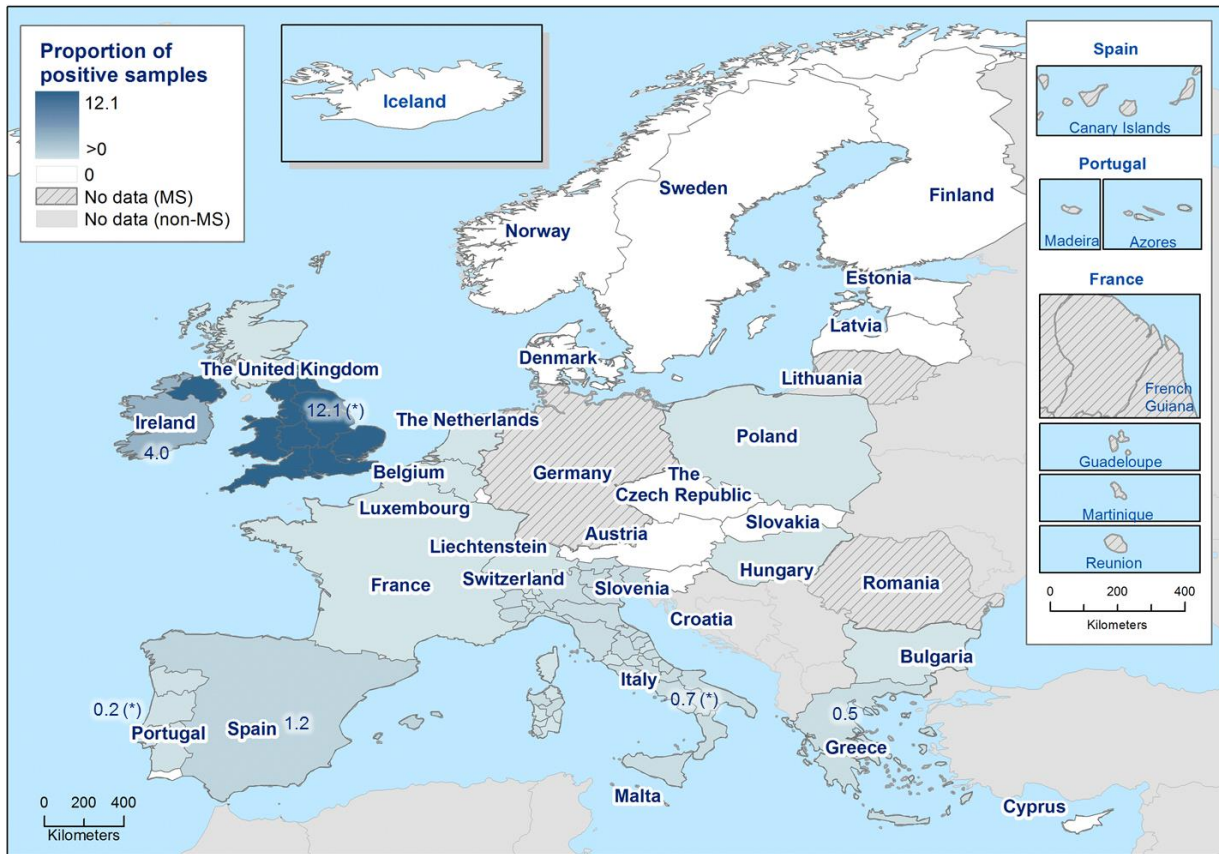 Proportion of
positive samples
12.1
>0
0
No data (MS)
No data (non-MS)
Iceland
Spain
Canary Islands
Portugal
Madeira
Azores
France
French
Guiana
Guadeloupe
Martinique
Reunion
0 200 400
Kilometers
Sweden
Finland
Norway
Estonia
Latvia
Denmark
Lithuania
The United Kingdom
12.1 (*)
Ireland
4.0
The Netherlands
Poland
Belgium
Germany
The
Czech Republic
Luxembourg
Slovakia
Austria
Liechtenstein
Hungary
Switzerland
France
Slovenia
Romania
Croatia
Bulgaria
Italy
0.7 (*)
0.2 (*)
Portugal
Spain 1.2
0.5
Greece
Malta
Cyprus
0 200 400
Kilometers